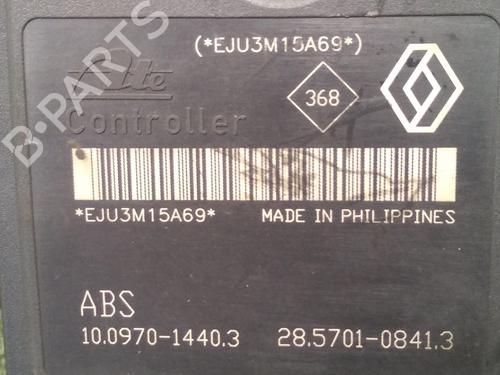 (*EJU3M15A69*)
Ate
368
Controller
B-PARTS
*EJU3M15A69* MADE IN PHILIPPINES
ABS
10.0970-1440.3 28.5701-0841.3